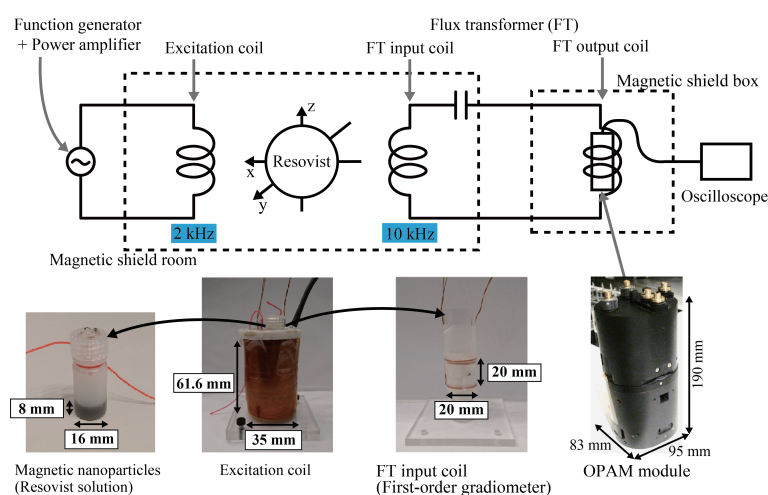 Function generator
+ Power amplifier
Excitation coil
Flux transformer (FT)
FT input coil
FT output coil
Magnetic shield box
z
Resovist
x
y
Oscilloscope
2 kHz
10 kHz
Magnetic shield room
61.6 mm
20 mm
190 mm
8 mm
20 mm
16 mm
35 mm
83 mm
95 mm
Magnetic nanoparticles
(Resovist solution)
Excitation coil
FT input coil
(First-order gradiometer)
OPAM module